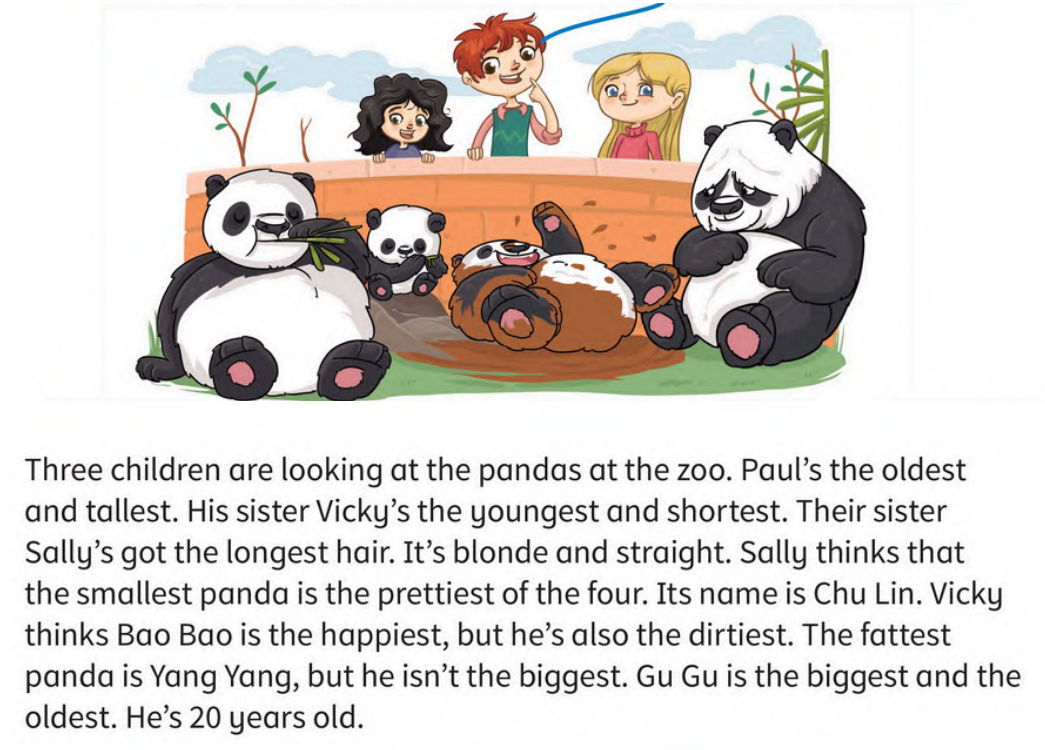 Three children are looking at the pandas at the zoo. Paul’s the oldest
and tallest. His sister Vicky’s the youngest and shortest. Their sister
Sally’s got the longest hair. It’s blonde and straight. Sally thinks that
the smallest panda is the prettiest of the four. Its name is Chu Lin. Vicky
thinks Bao Bao is the happiest, but he’s also the dirtiest. The fattest
panda is Yang Yang, but he isn’t the biggest. Gu Gu is the biggest and the
oldest. He’s 20 years old.